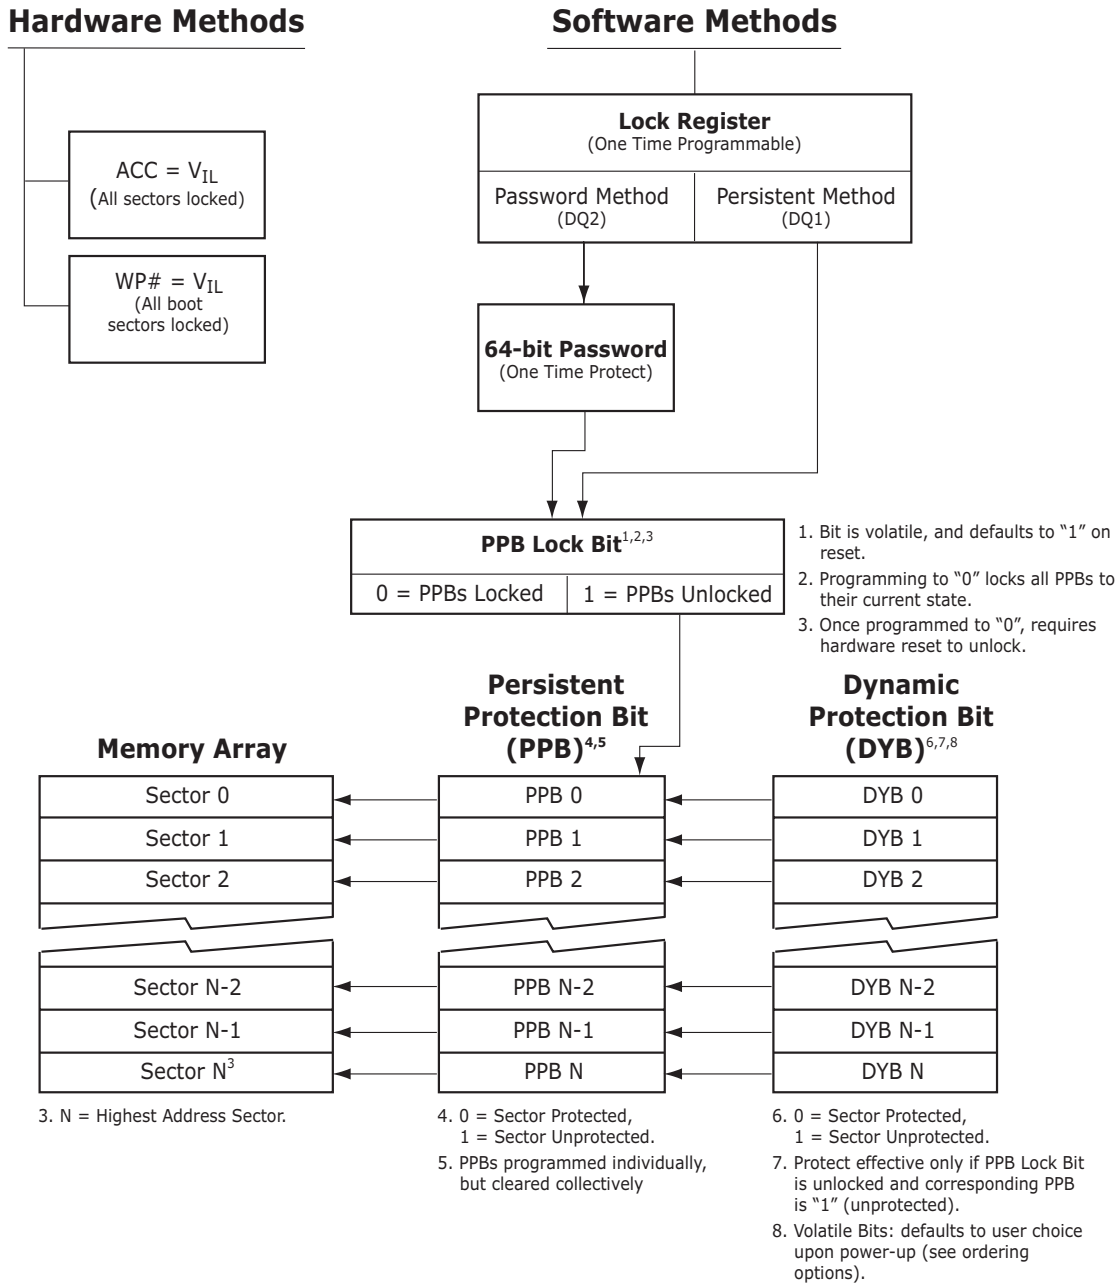 Hardware Methods
Software Methods
ACC = VIL
(All sectors locked)
WP# = VIL
(All boot
sectors locked)
Lock Register
(One Time Programmable)
Password Method
(DQ2)
Persistent Method
(DQ1)
64-bit Password
(One Time Protect)
PPB Lock Bit1,2,3
0 = PPBs Locked
1 = PPBs Unlocked
1. Bit is volatile, and defaults to “1” on
reset.
2. Programming to “0” locks all PPBs to
their current state.
3. Once programmed to “0”, requires
hardware reset to unlock.
Memory Array
Persistent
Protection Bit
(PPB)4,5
Dynamic
Protection Bit
(DYB)6,7,8
Sector 0
PPB 0
DYB 0
Sector 1
PPB 1
DYB 1
Sector 2
PPB 2
DYB 2
Sector N-2
PPB N-2
DYB N-2
Sector N-1
PPB N-1
DYB N-1
Sector N3
PPB N
DYB N
3. N = Highest Address Sector.
4. 0 = Sector Protected,
1 = Sector Unprotected.
5. PPBs programmed individually,
but cleared collectively
6. 0 = Sector Protected,
1 = Sector Unprotected.
7. Protect effective only if PPB Lock Bit
is unlocked and corresponding PPB
is “1” (unprotected).
8. Volatile Bits: defaults to user choice
upon power-up (see ordering
options).